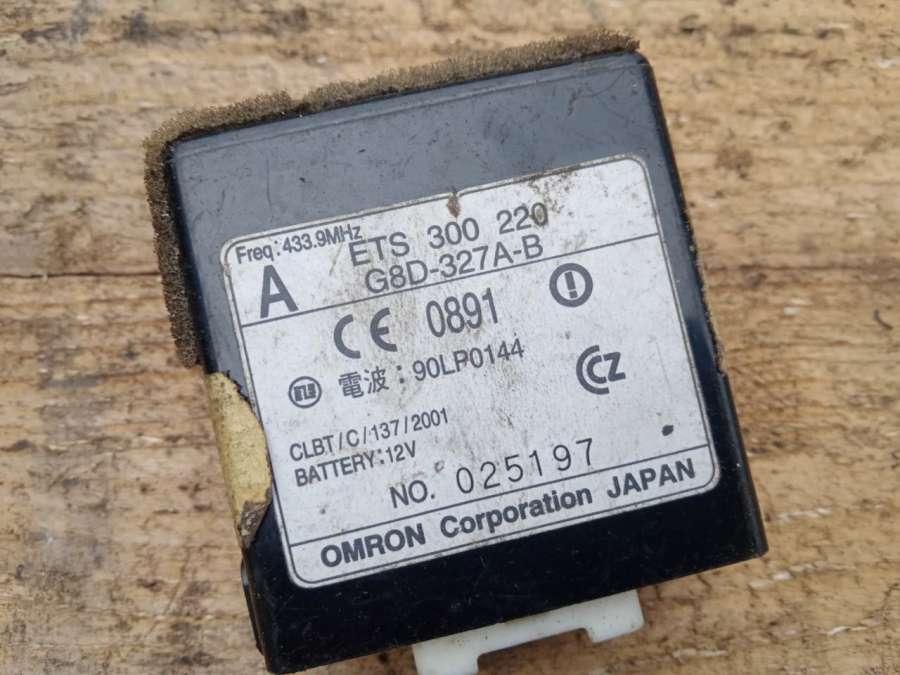 Freq:433.9MHz
ETS 300 220
A
G8D-327A-B
CE 0891
電波:90LP0144
CCZ
CLBT/C/137/2001
BATTERY:12V
NO. 025197
OMRON Corporation JAPAN